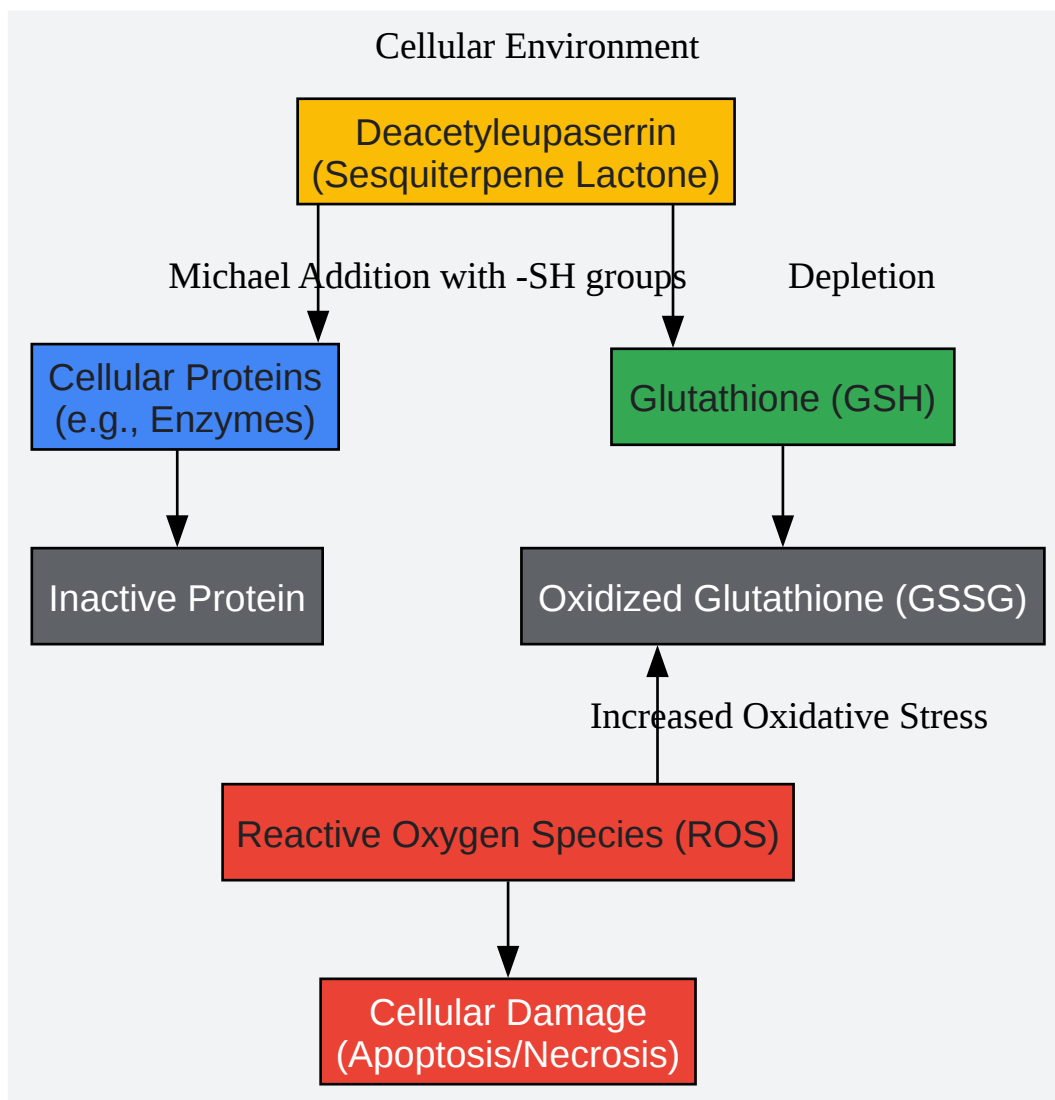 Cellular Environment
Deacetyleupaserrin
(Sesquiterpene Lactone)
Michael Addition with -SH groups
Depletion
Cellular Proteins
(e.g., Enzymes)
Glutathione (GSH)
Inactive Protein
Oxidized Glutathione (GSSG)
Increased Oxidative Stress
Reactive Oxygen Species (ROS)
Cellular Damage
(Apoptosis/Necrosis)